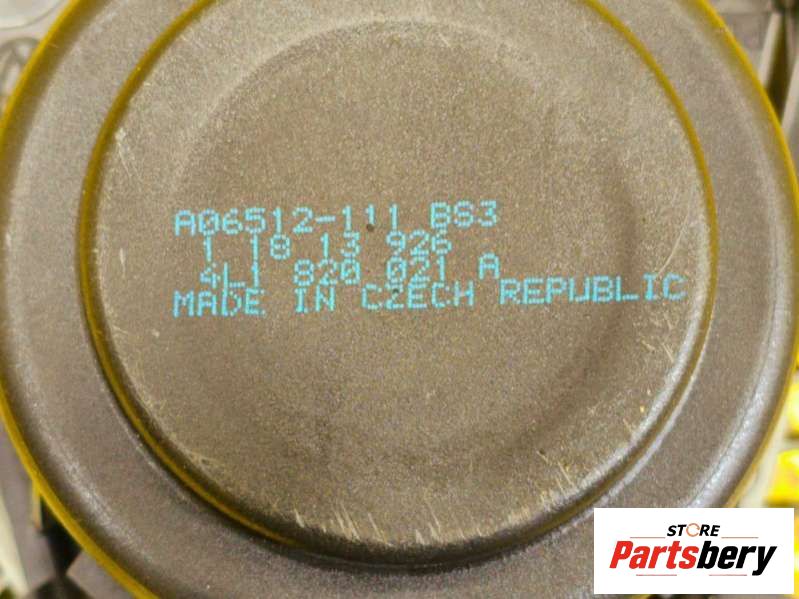 A06512-111 BS3
1 18 13 926
4L1 820 021 A
MADE IN CZECH REPUBLIC
STORE
Partsbery